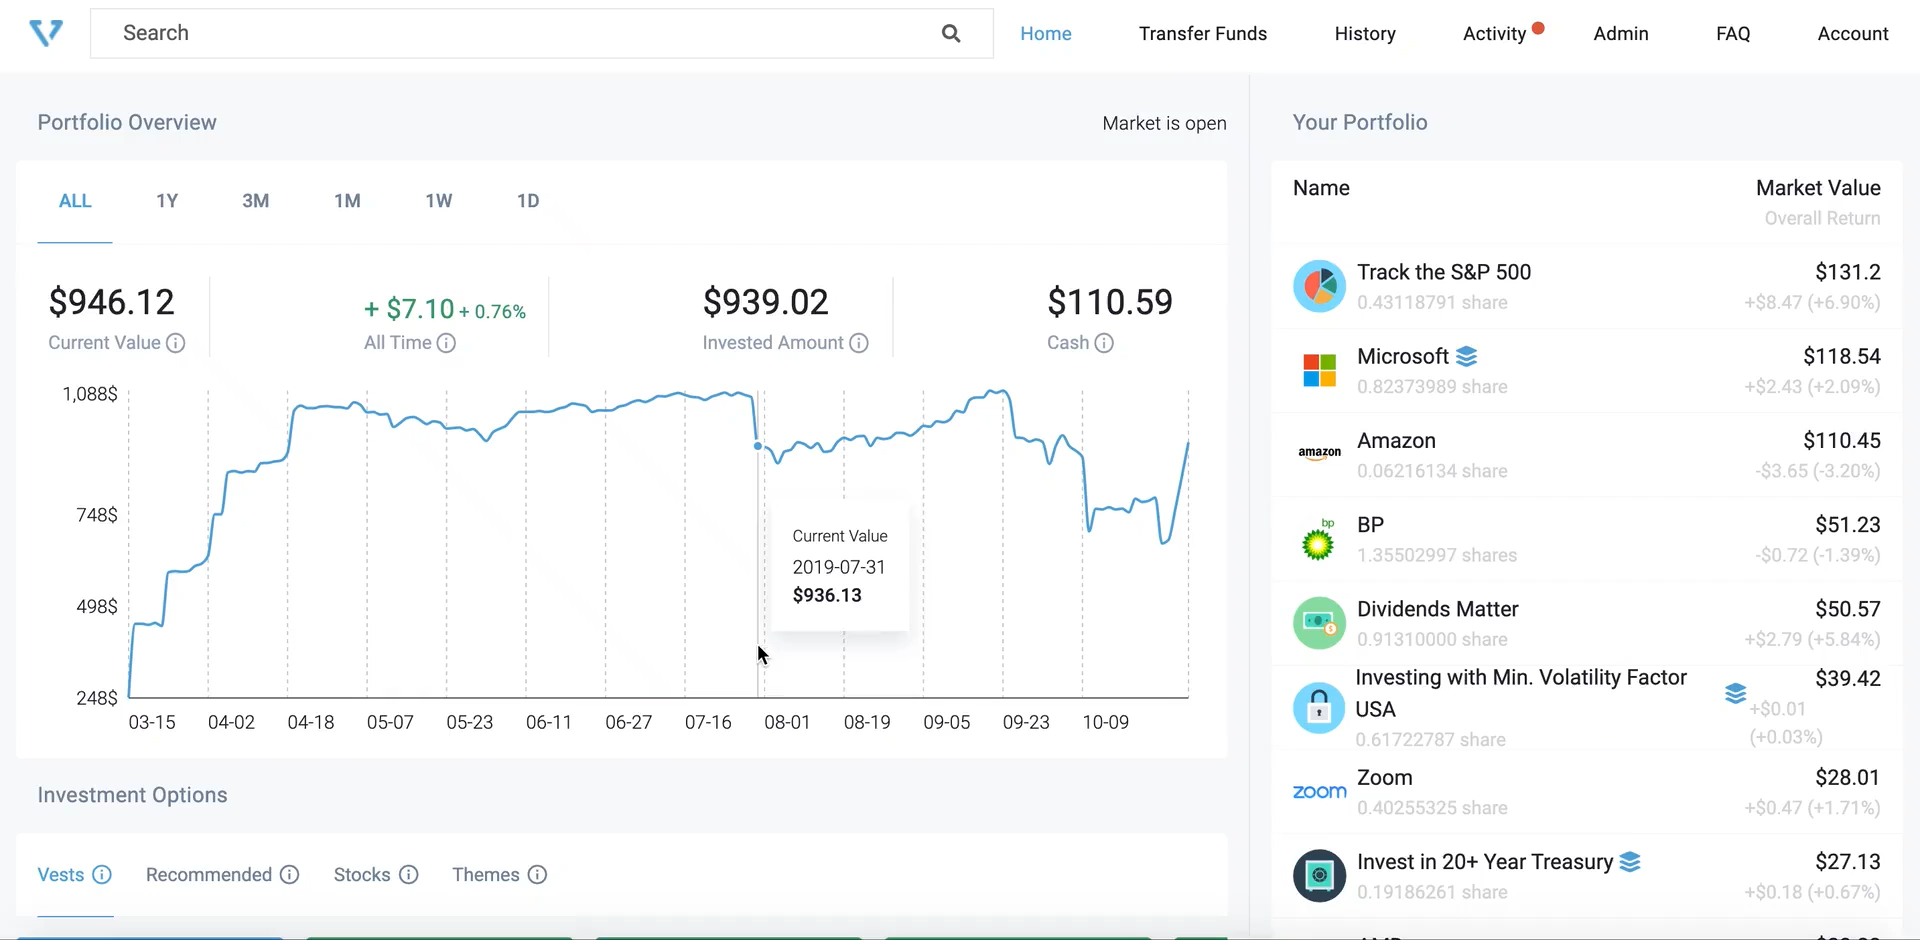 Search
Home
Transfer Funds
History
Activity
Admin
FAQ
Account
Portfolio Overview
Market is open
ALL
1Y
3M
1M
1W
1D
$946.12
Current Value
+ $7.10 + 0.76%
All Time
$939.02
Invested Amount
$110.59
Cash
1,088$
748$
498$
248$
Current Value
2019-07-31
$936.13
03-15
04-02
04-18
05-07
05-23
06-11
06-27
07-16
08-01
08-19
09-05
09-23
10-09
Investment Options
Vests
Recommended
Stocks
Themes
Your Portfolio
Name
Market Value
Overall Return
Track the S&P 500
$131.2
0.43118791 share
+$8.47 (+6.90%)
Microsoft
$118.54
0.82373989 share
+$2.43 (+2.09%)
amazon
Amazon
$110.45
0.06216134 share
-$3.65 (-3.20%)
bp
BP
$51.23
1.35502997 shares
-$0.72 (-1.39%)
Dividends Matter
$50.57
0.91310000 share
+$2.79 (+5.84%)
Investing with Min. Volatility Factor
USA
$39.42
0.61722787 share
+$0.01
(+0.03%)
zoom
Zoom
$28.01
0.40255325 share
+$0.47 (+1.71%)
Invest in 20+ Year Treasury
$27.13
0.19186261 share
+$0.18 (+0.67%)